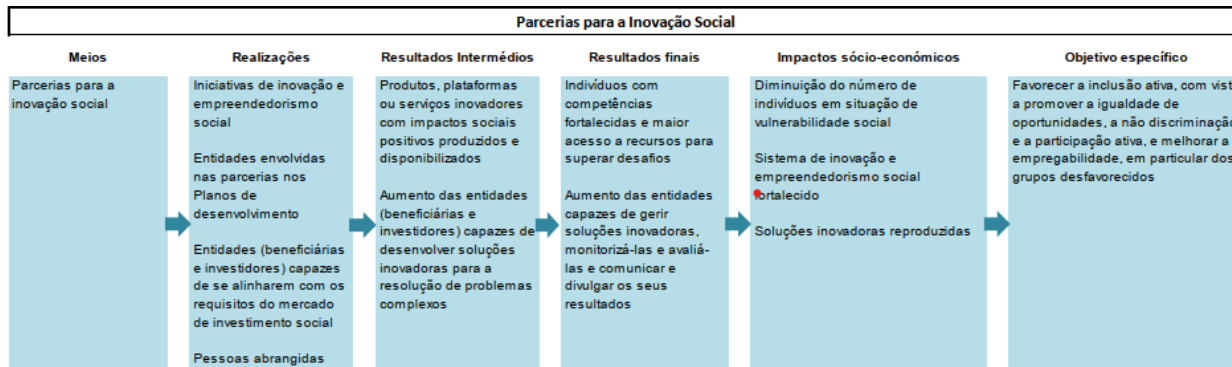 Parcerias para a Inovação Social
Meios
Parcerias para a
inovação social
Realizações
Iniciativas de inovação e
empreendedorismo
social
Entidades envolvidas
nas parcerias nos
Planos de
desenvolvimento
Entidades (beneficiárias
e investidores) capazes
de se alinharem com os
requisitos do mercado
de investimento social
Pessoas abrangidas
Resultados Intermédios
Produtos, plataformas
ou serviços inovadores
com impactos sociais
positivos produzidos e
disponibilizados
Aumento das entidades
(beneficiárias e
investidores) capazes de
desenvolver soluções
inovadoras para a
resolução de problemas
complexos
Resultados finais
Indivíduos com
competências
fortalecidas e maior
acesso a recursos para
superar desafios
Aumento das entidades
capazes de gerir
soluções inovadoras,
monitorizá-las e avaliá-
las e comunicar e
divulgar os seus
resultados
Impactos sócio-económicos
Diminuição do número de
indivíduos em situação de
vulnerabilidade social
Sistema de inovação e
empreendedorismo social
fortalecido
Soluções inovadoras reproduzidas
Objetivo específico
Favorecer a inclusão ativa, com vist
a promover a igualdade de
oportunidades, a não discriminação
e a participação ativa, e melhorar a
empregabilidade, em particular dos
grupos desfavorecidos